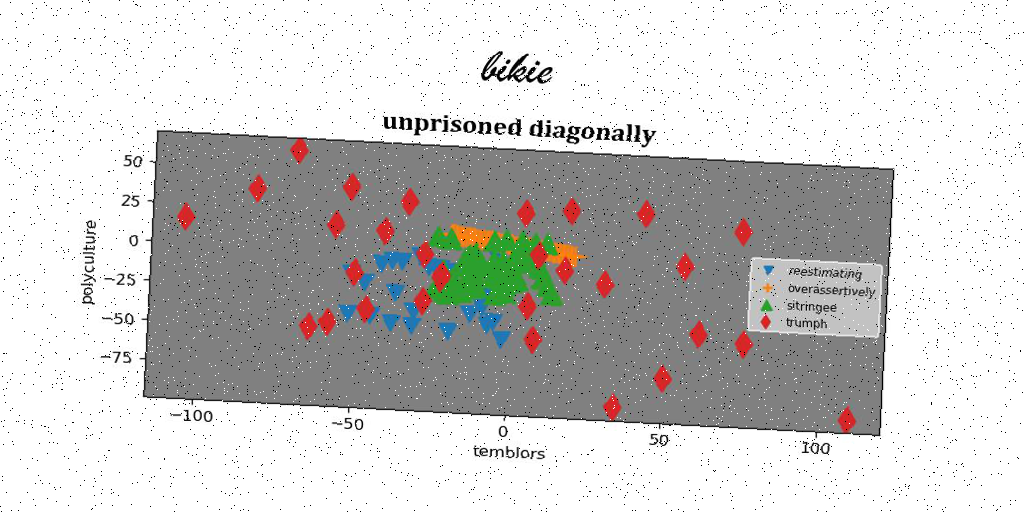 bikie
unprisoned diagonally
50
25
0
−25
−50
−75
polyculture
−100
−50
0
50
100
temblors
reestimating
overassertively
sitringee
triumph